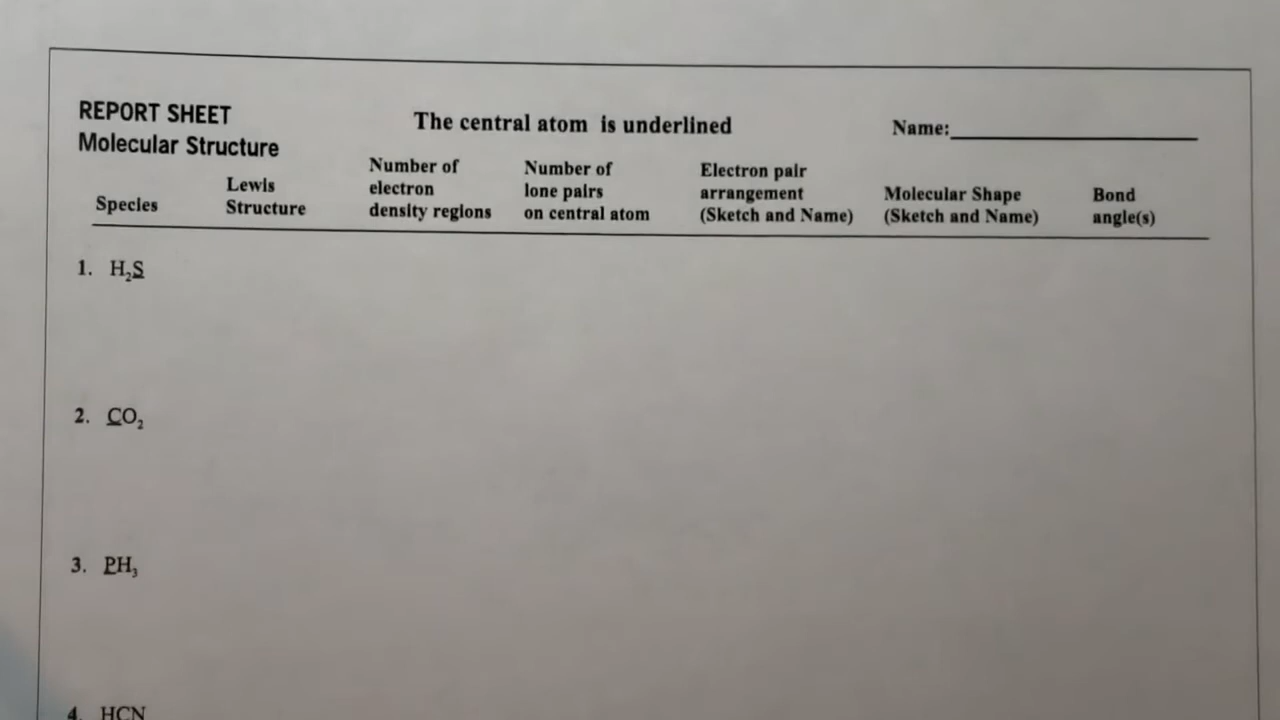 REPORT SHEET
Molecular Structure
The central atom is underlined
Name:
Species
Lewis
Structure
Number of
electron
density regions
Number of
lone pairs
on central atom
Electron pair
arrangement
(Sketch and Name)
Molecular Shape
(Sketch and Name)
Bond
angle(s)
1. H₂S
2. CO₂
3. PH₃
4. HCN